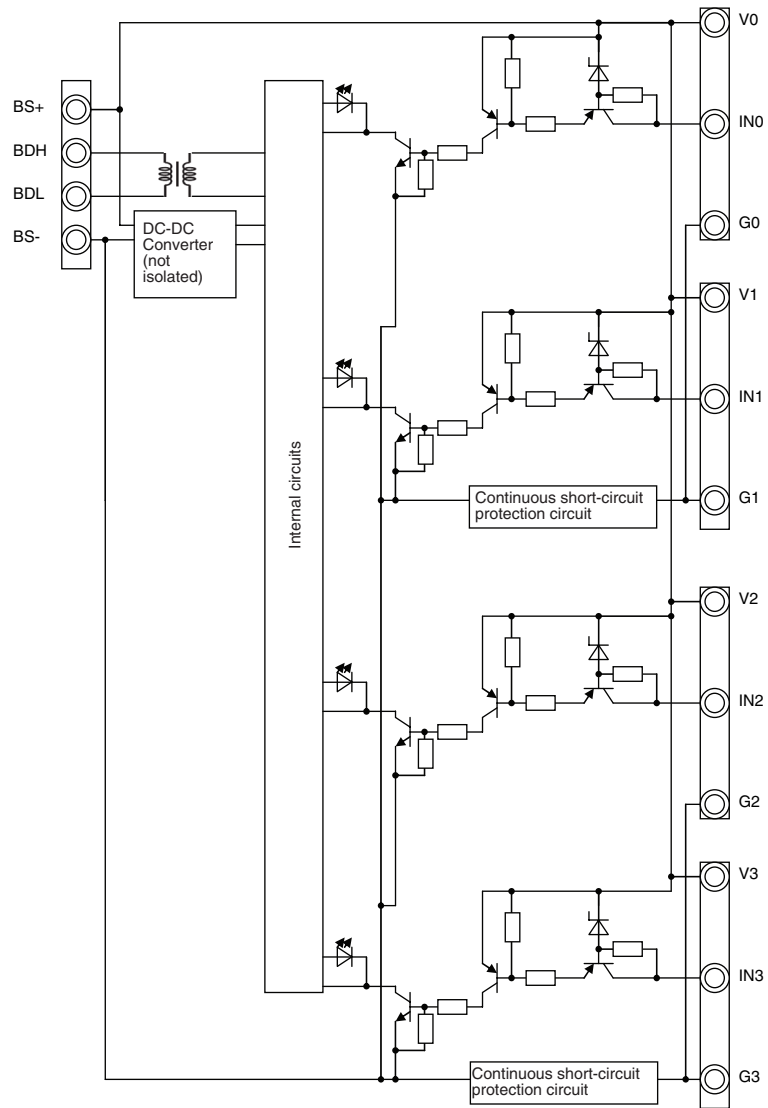 V0
BS+
IN0
BDH
BDL
BS-
DC-DC
Converter
(not
isolated)
G0
V1
IN1
Internal circuits
Continuous short-circuit
protection circuit
G1
V2
IN2
G2
V3
IN3
Continuous short-circuit
protection circuit
G3